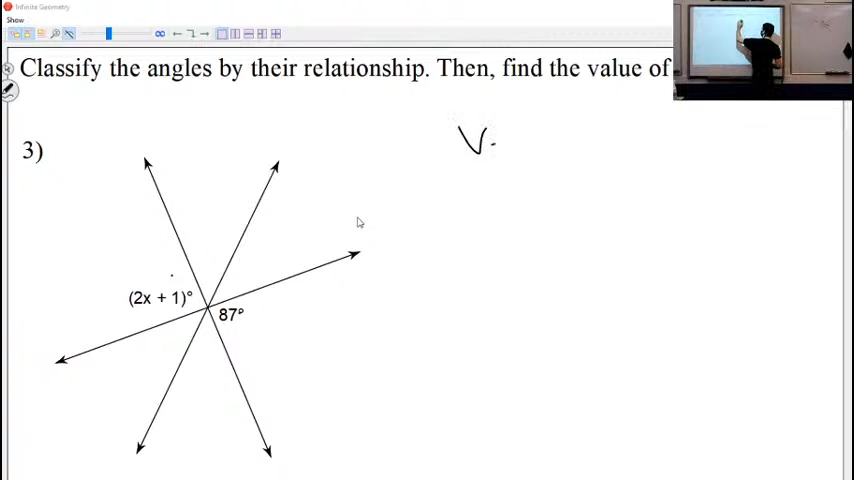 Infinite Geometry
Show
Classify the angles by their relationship. Then, find the value of
3)
V.
(2x + 1)°
87°